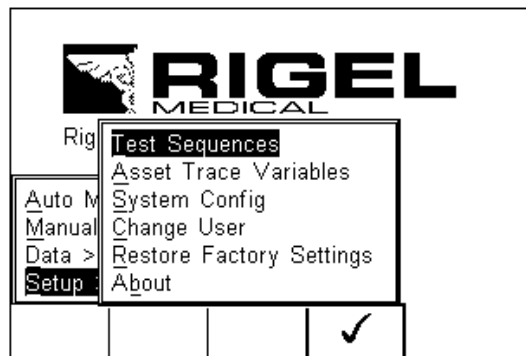 RIGEL
MEDICAL
Rig
Test Sequences
Asset Trace Variables
System Config
Change User
Restore Factory Settings
About
Auto M
Manual
Data >
Setup